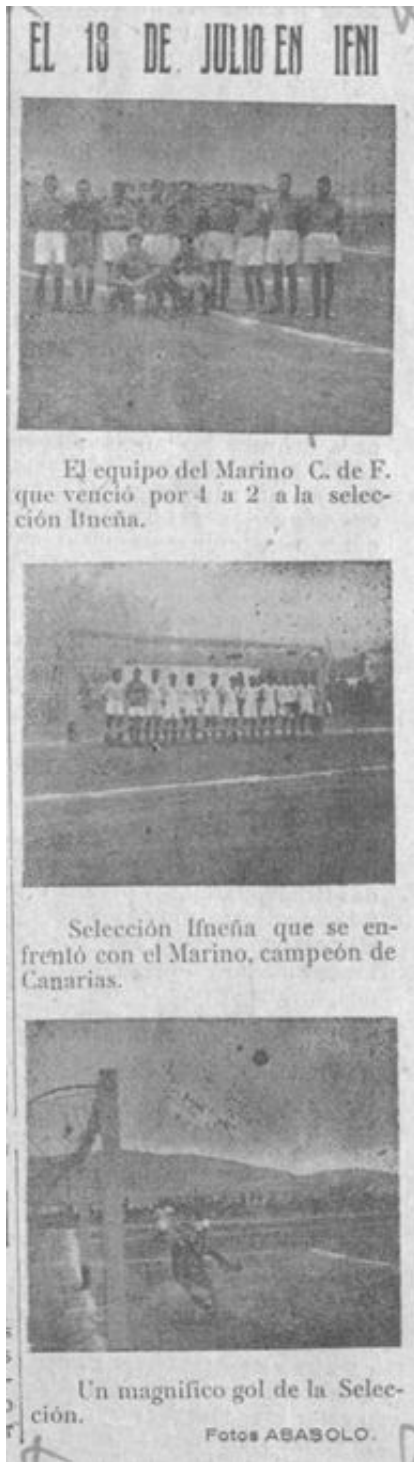 EL 18 DE JULIO EN IFNI
El equipo del Marino C. de F.
que venció por 4 a 2 a la selec-
ción Ifneña.
Selección Ifneña que se en-
frentó con el Marino, campeón de
Canarias.
Un magnifico gol de la Selec-
ción.
Fotos ABASOLO.